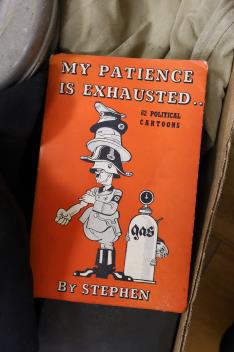 MY PATIENCE
IS EXHAUSTED..
62 POLITICAL
CARTOONS
gas
BY STEPHEN